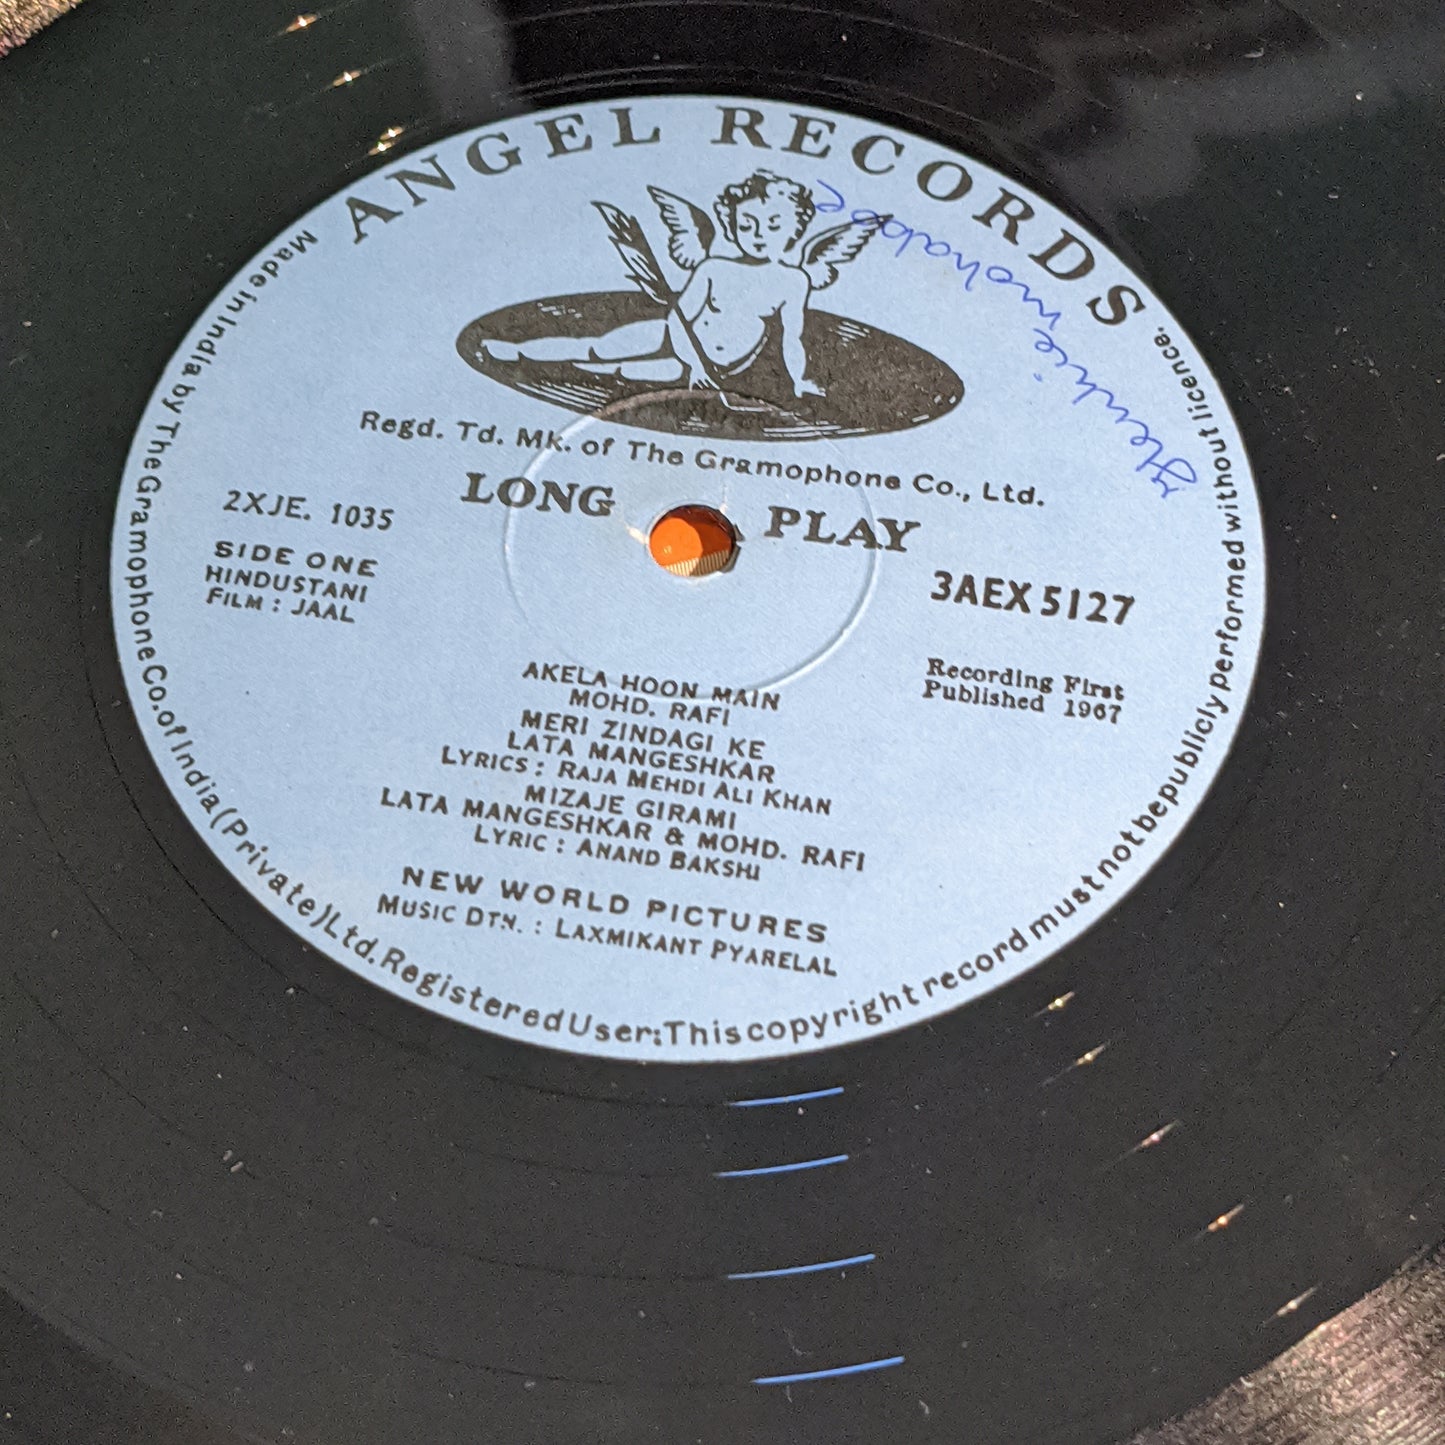 ANGEL RECORDS
Regd. Td. Mk. of The Gramophone Co., Ltd.
LONG PLAY
2XJE. 1035
SIDE ONE
HINDUSTANI
FILM : JAAL
3AEX 5127
Recording First
Published 1967
AKELA HOON MAIN
MOHD. RAFI
MERI ZINDAGI KE
LATA MANGESHKAR
LYRICS : RAJA MEHDI ALI KHAN
MIZAJE GIRAMI
LATA MANGESHKAR & MOHD. RAFI
LYRIC : ANAND BAKSHI
NEW WORLD PICTURES
MUSIC DTN. : LAXMIKANT PYARELAL
Made in India by The Gramophone Co. of India (Private) Ltd. Registered User: This copyright record must not be publicly performed without licence.